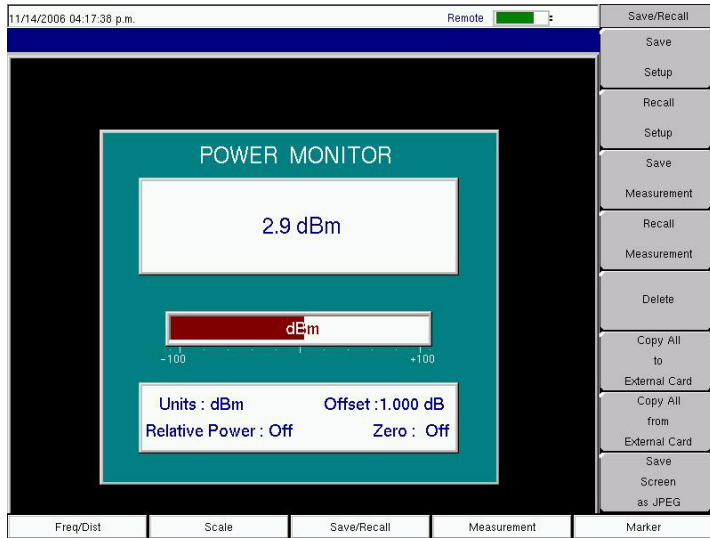 11/14/2006 04:17:38 p.m.
Remote
Save/Recall
Save
Setup
Recall
Setup
Save
Measurement
Recall
Measurement
Delete
Copy All
to
External Card
Copy All
from
External Card
Save
Screen
as JPEG
POWER MONITOR
2.9 dBm
dBm
-100 +100
Units : dBm Offset :1.000 dB
Relative Power : Off Zero : Off
Freq/Dist Scale Save/Recall Measurement Marker